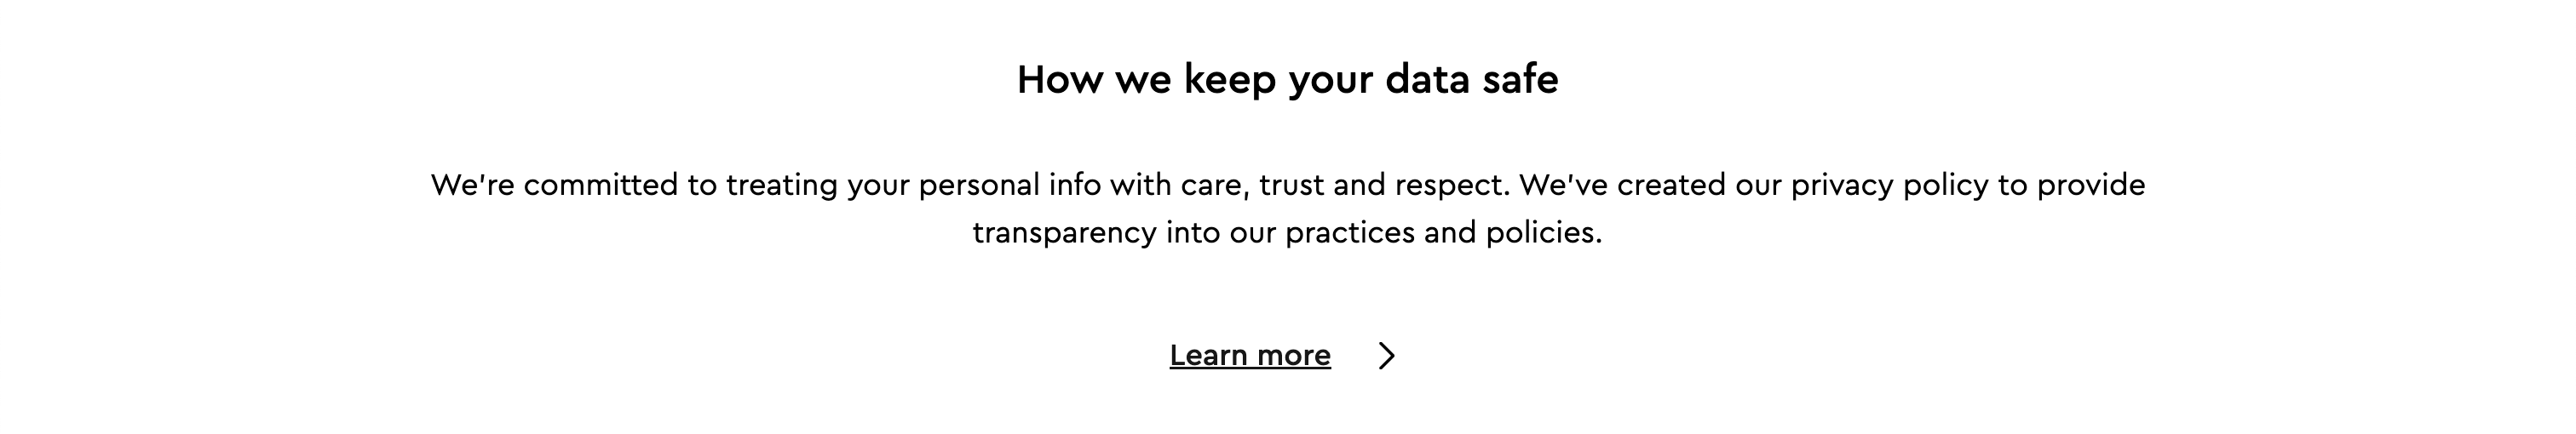 How we keep your data safe
We're committed to treating your personal info with care, trust and respect. We've created our privacy policy to provide
transparency into our practices and policies.
Learn more